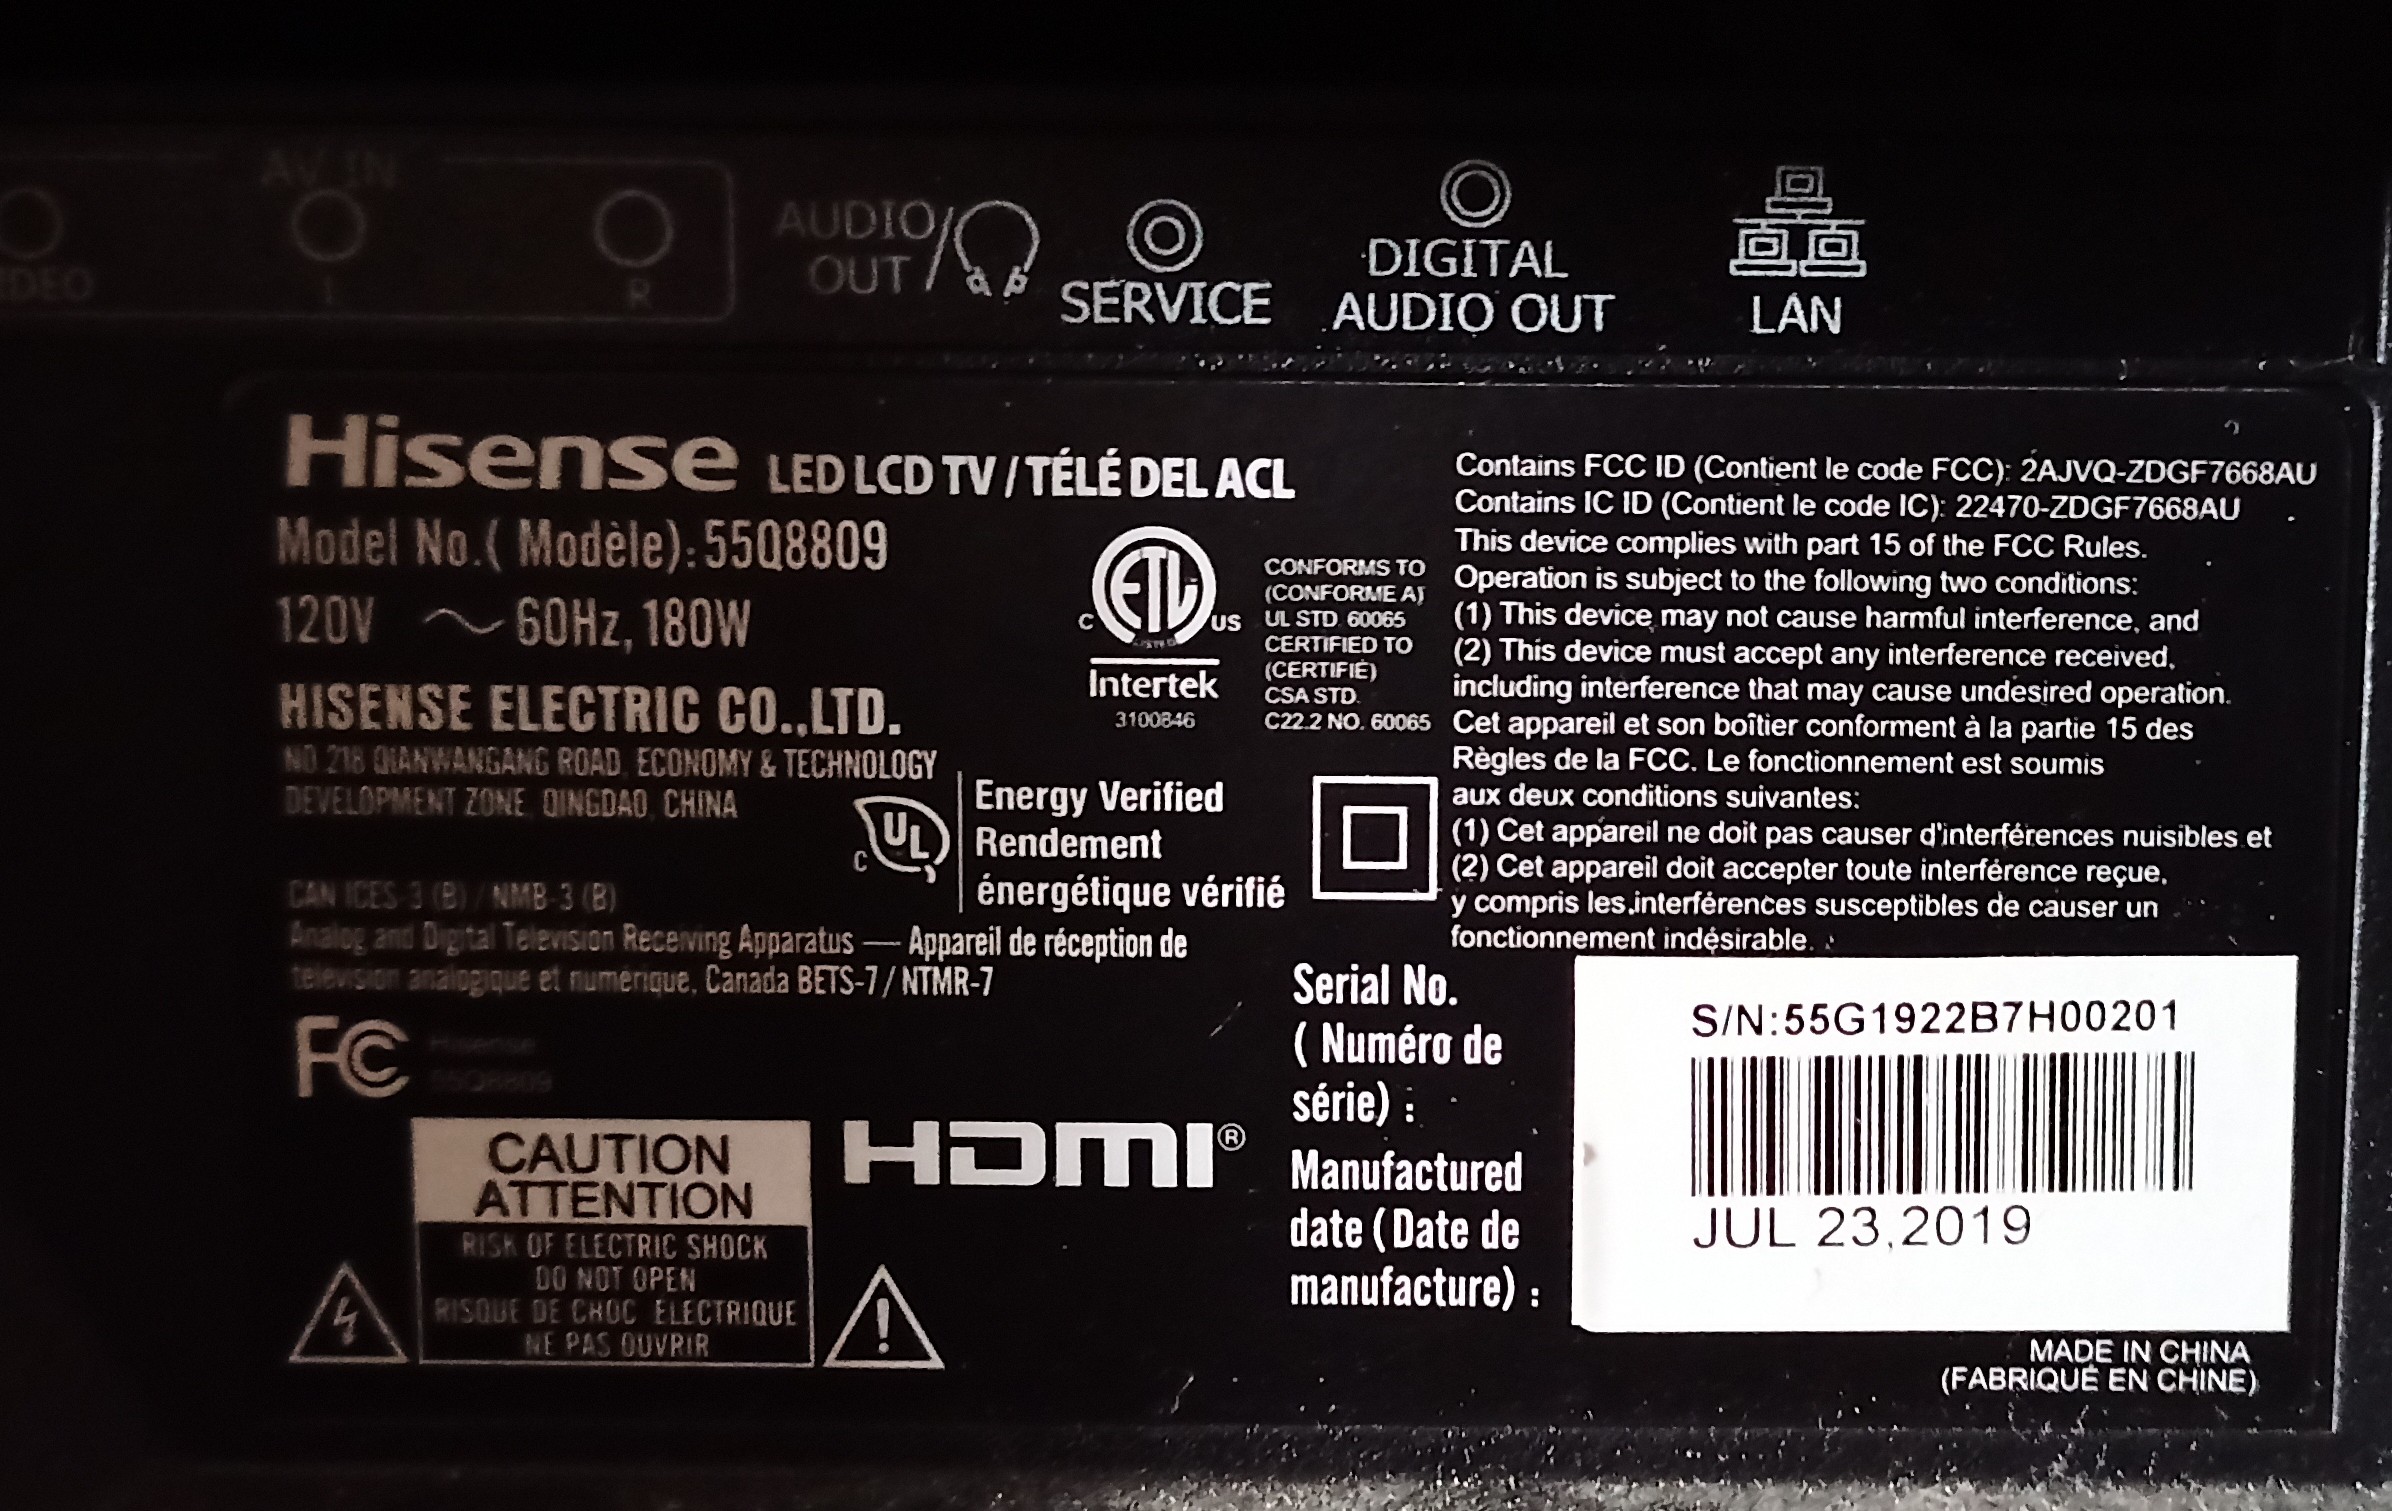 AV IN
L
R
AUDIO
OUT /
SERVICE
DIGITAL
AUDIO OUT
LAN
Hisense LED LCD TV / TÉLÉ DEL ACL
Model No.( Modèle): 55Q8809
120V ~ 60Hz, 180W
HISENSE ELECTRIC CO.,LTD.
NO 218 QIANWANGANG ROAD, ECONOMY & TECHNOLOGY
DEVELOPMENT ZONE, QINGDAO, CHINA
CAN ICES-3 (B) / NMB-3 (B)
Analog and Digital Television Receiving Apparatus — Appareil de réception de
télévision analogique et numérique, Canada BETS-7 / NTMR-7
FC
Hisense
55Q8809
C ETL US
LISTED
Intertek
3100846
CONFORMS TO
(CONFORME A)
UL STD. 60065
CERTIFIED TO
(CERTIFIÉ)
CSA STD.
C22.2 NO. 60065
C UL
Energy Verified
Rendement
énergétique vérifié
Contains FCC ID (Contient le code FCC): 2AJVQ-ZDGF7668AU
Contains IC ID (Contient le code IC): 22470-ZDGF7668AU
This device complies with part 15 of the FCC Rules.
Operation is subject to the following two conditions:
(1) This device may not cause harmful interference, and
(2) This device must accept any interference received,
including interference that may cause undesired operation.
Cet appareil et son boîtier conforment à la partie 15 des
Règles de la FCC. Le fonctionnement est soumis
aux deux conditions suivantes:
(1) Cet appareil ne doit pas causer d'interférences nuisibles et
(2) Cet appareil doit accepter toute interférence reçue,
y compris les interférences susceptibles de causer un
fonctionnement indésirable.
CAUTION
ATTENTION
RISK OF ELECTRIC SHOCK
DO NOT OPEN
RISQUE DE CHOC ELECTRIQUE
NE PAS OUVRIR
HDMI®
Serial No.
( Numéro de
série) :
Manufactured
date ( Date de
manufacture) :
S/N:55G1922B7H00201
JUL 23,2019
MADE IN CHINA
(FABRIQUÉ EN CHINE)